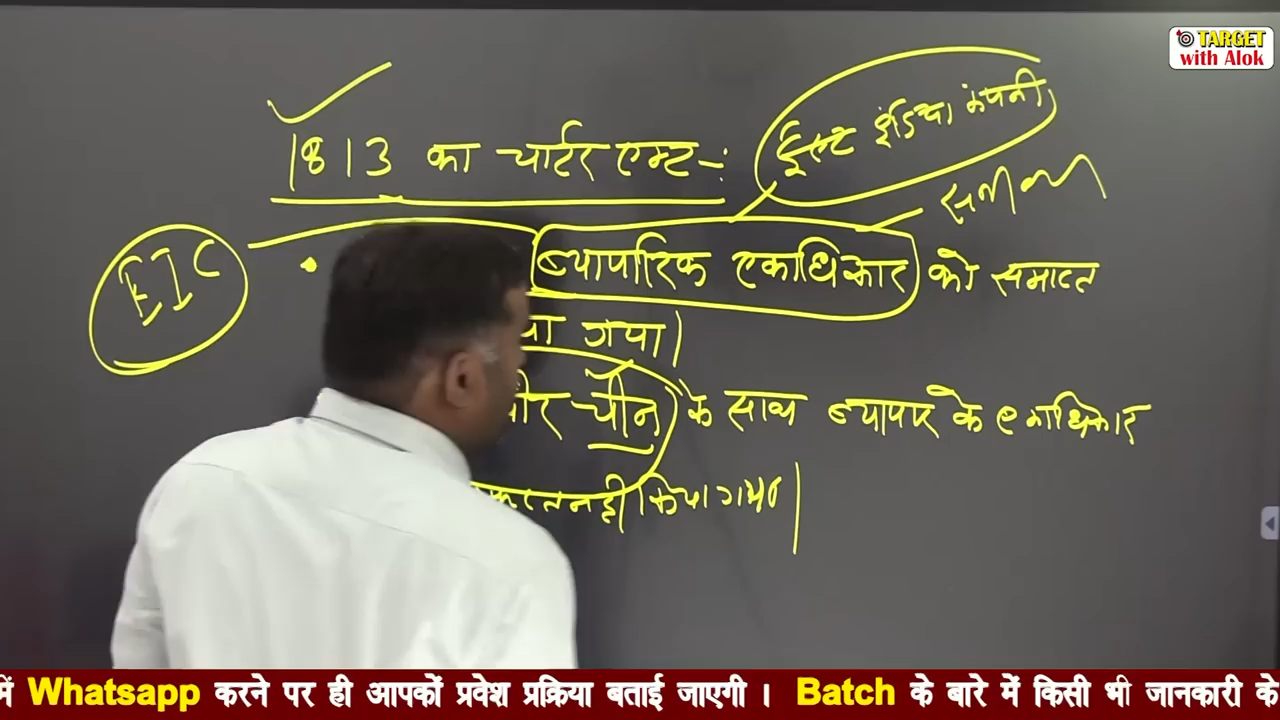 TARGET
with Alok
ईस्ट इंडिया कंपनी
1813 का चार्टर एक्ट-:
EIC
व्यापारिक एकाधिकार को समाप्त
या गया।
चीन के साथ व्यापार के एकाधिकार
नही किया गया।
में Whatsapp करने पर ही आपकों प्रवेश प्रक्रिया बताई जाएगी । Batch के बारे में किसी भी जानकारी के